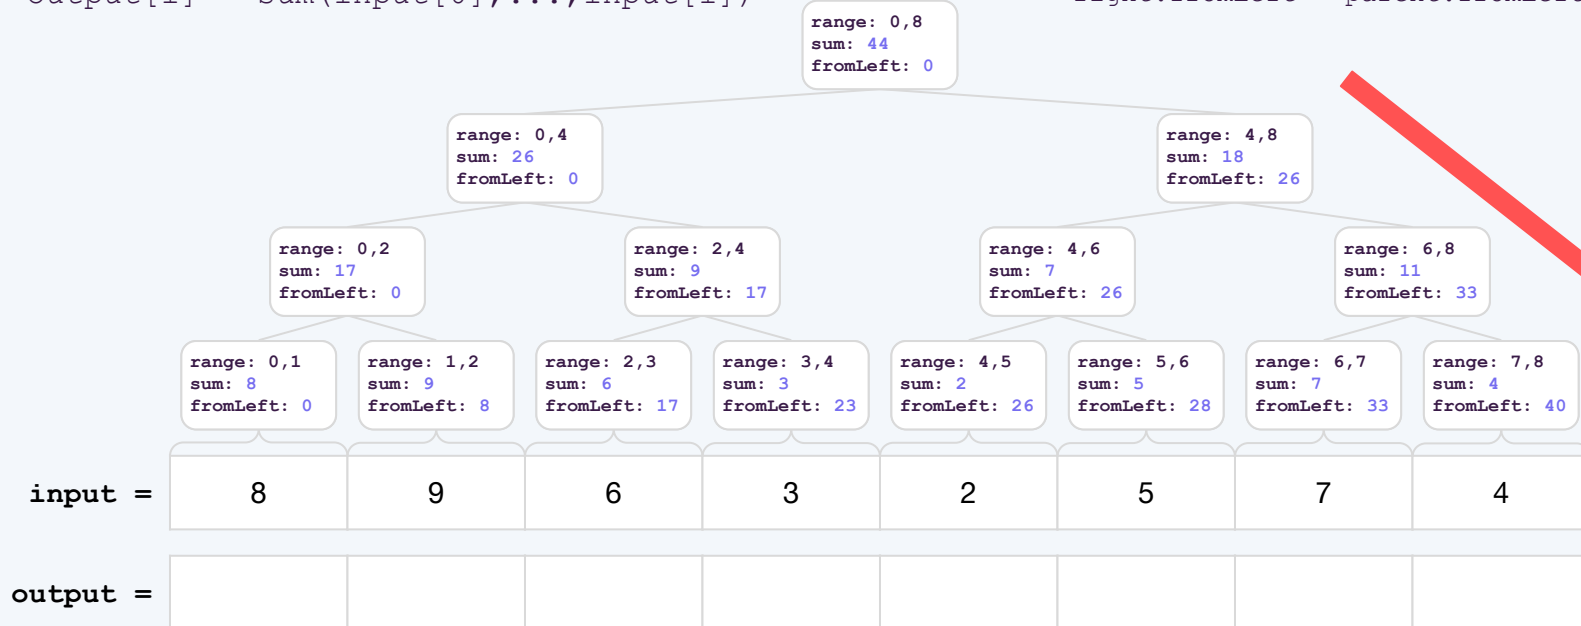 output[i] = sum(input[0],...,input[i])
range: 0,8
sum: 44
fromLeft: 0
range: 0,4
sum: 26
fromLeft: 0
range: 4,8
sum: 18
fromLeft: 26
range: 0,2
sum: 17
fromLeft: 0
range: 2,4
sum: 9
fromLeft: 17
range: 4,6
sum: 7
fromLeft: 26
range: 6,8
sum: 11
fromLeft: 33
range: 0,1
sum: 8
fromLeft: 0
range: 1,2
sum: 9
fromLeft: 8
range: 2,3
sum: 6
fromLeft: 17
range: 3,4
sum: 3
fromLeft: 23
range: 4,5
sum: 2
fromLeft: 26
range: 5,6
sum: 5
fromLeft: 28
range: 6,7
sum: 7
fromLeft: 33
range: 7,8
sum: 4
fromLeft: 40
input = 8 9 6 3 2 5 7 4
output =